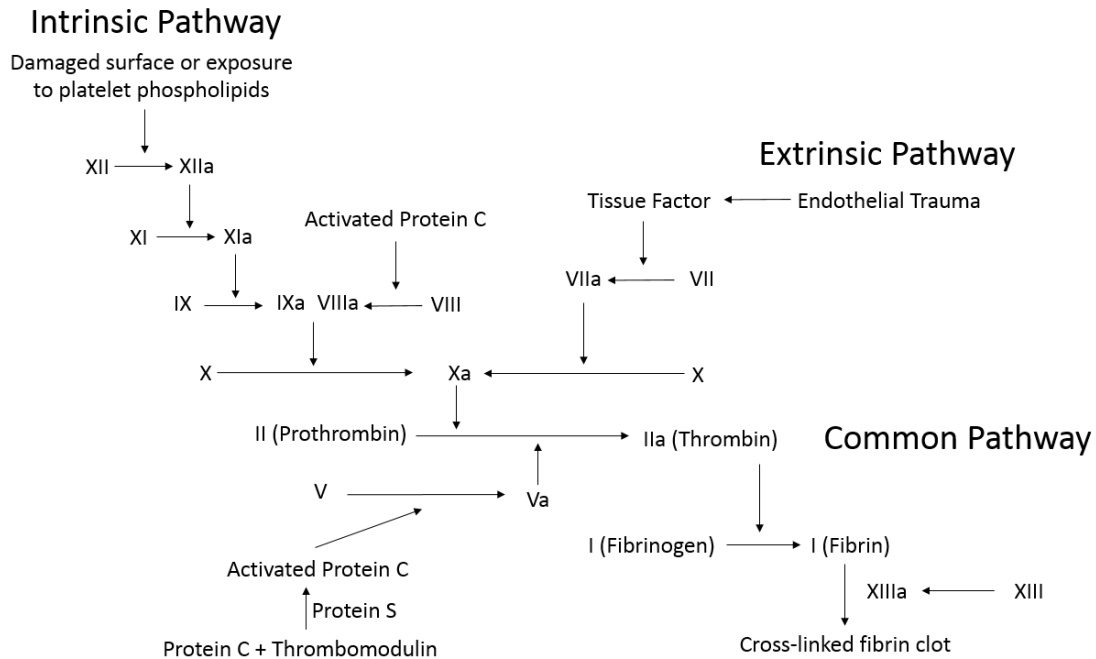 Intrinsic Pathway
Damaged surface or exposure
to platelet phospholipids
XII XIIa
Extrinsic Pathway
Tissue Factor Endothelial Trauma
Activated Protein C
XI XIa
VIIa VII
IX IXa VIIIa VIII
X Xa X
II (Prothrombin) IIa (Thrombin)
Common Pathway
V Va
I (Fibrinogen) I (Fibrin)
Activated Protein C
XIIIa XIII
Protein S
Protein C + Thrombomodulin
Cross-linked fibrin clot